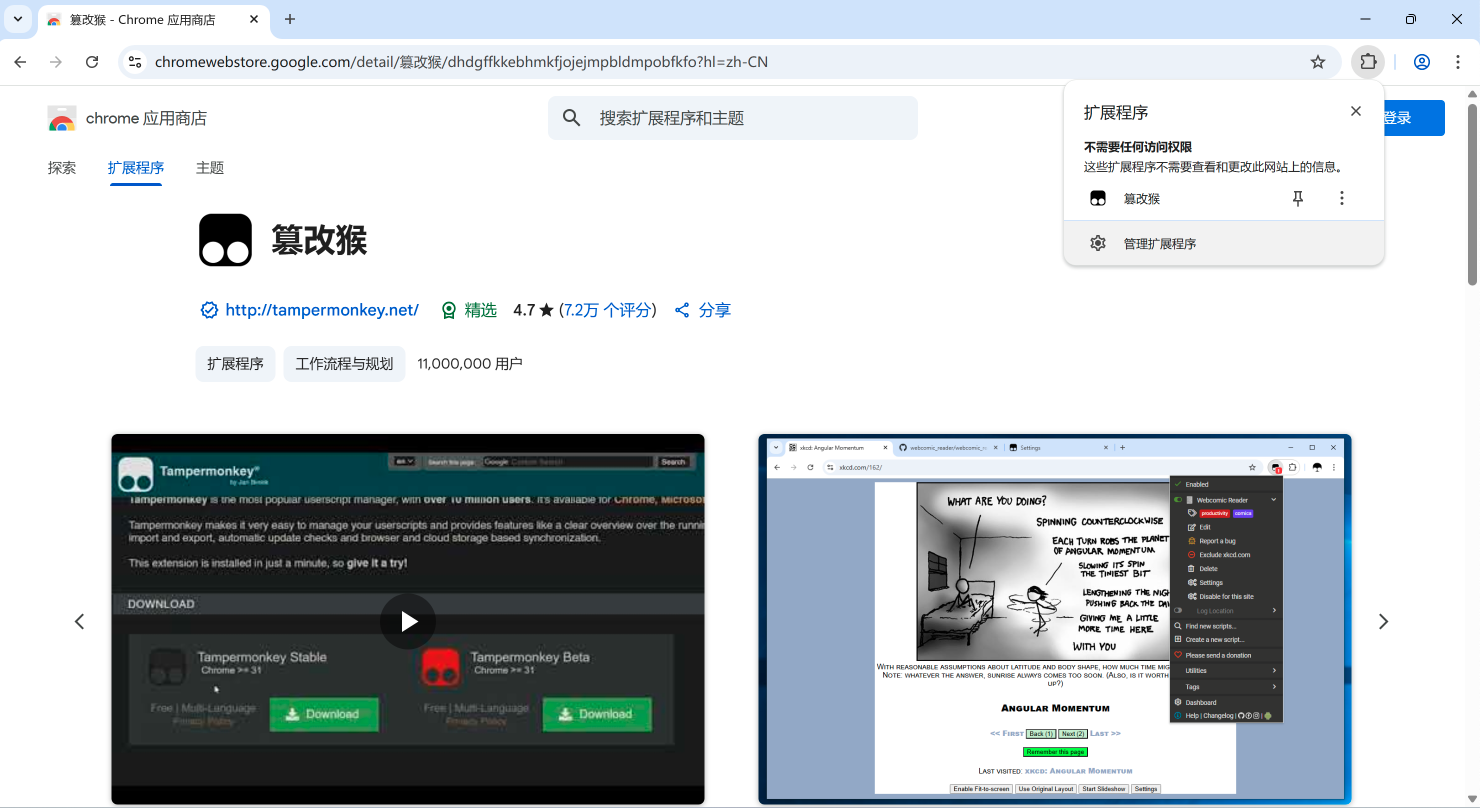 篡改猴 - Chrome 应用商店
chromewebstore.google.com/detail/篡改猴/dhdgffkkebhmkfjojejmpbldmpobfkfo?hl=zh-CN
chrome 应用商店
搜索扩展程序和主题
登录
扩展程序
不需要任何访问权限
这些扩展程序不需要查看和更改此网站上的信息。
篡改猴
管理扩展程序
探索
扩展程序
主题
篡改猴
http://tampermonkey.net/
精选
4.7 ★ (7.2万 个评分)
分享
扩展程序
工作流程与规划
11,000,000 用户
Tampermonkey®
by Jan Biniok
Search this page
Google Custom Search
Search
Tampermonkey is the most popular userscript manager, with over 10 million users. It's available for Chrome, Microsof
Tampermonkey makes it very easy to manage your userscripts and provides features like a clear overview over the runni
import and export, automatic update checks and browser and cloud storage based synchronization.
This extension is installed in just a minute, so give it a try!
DOWNLOAD
Tampermonkey Stable
Chrome >= 31
Free | Multi-Language
Privacy Policy
Download
Tampermonkey Beta
Chrome >= 31
Free | Multi-Language
Privacy Policy
Download
xkcd: Angular Momentum
webcomic_reader/webcomic_re
Settings
xkcd.com/162/
WHAT ARE YOU DOING?
SPINNING COUNTERCLOCKWISE
EACH TURN ROBS THE PLANET
OF ANGULAR MOMENTUM
SLOWING ITS SPIN
THE TINIEST BIT
LENGTHENING THE NIGH
PUSHING BACK THE DA
GIVING ME A LITTLE
MORE TIME HERE
WITH YOU
Enabled
Webcomic Reader
productivity
comics
Edit
Report a bug
Exclude xkcd.com
Delete
Settings
Disable for this site
Log Location
Find new scripts...
Create a new script...
Please send a donation
Utilities
Tags
Dashboard
Help | Changelog |
WITH REASONABLE ASSUMPTIONS ABOUT LATITUDE AND BODY SHAPE, HOW MUCH TIME MIG
NOTE: WHATEVER THE ANSWER, SUNRISE ALWAYS COMES TOO SOON. (ALSO, IS IT WORTH
UP?)
ANGULAR MOMENTUM
<< FIRST Back (1) Next (2) LAST >>
Remember this page
LAST VISITED: XKCD: ANGULAR MOMENTUM
Enable Fit-to-screen Use Original Layout Start Slideshow Settings